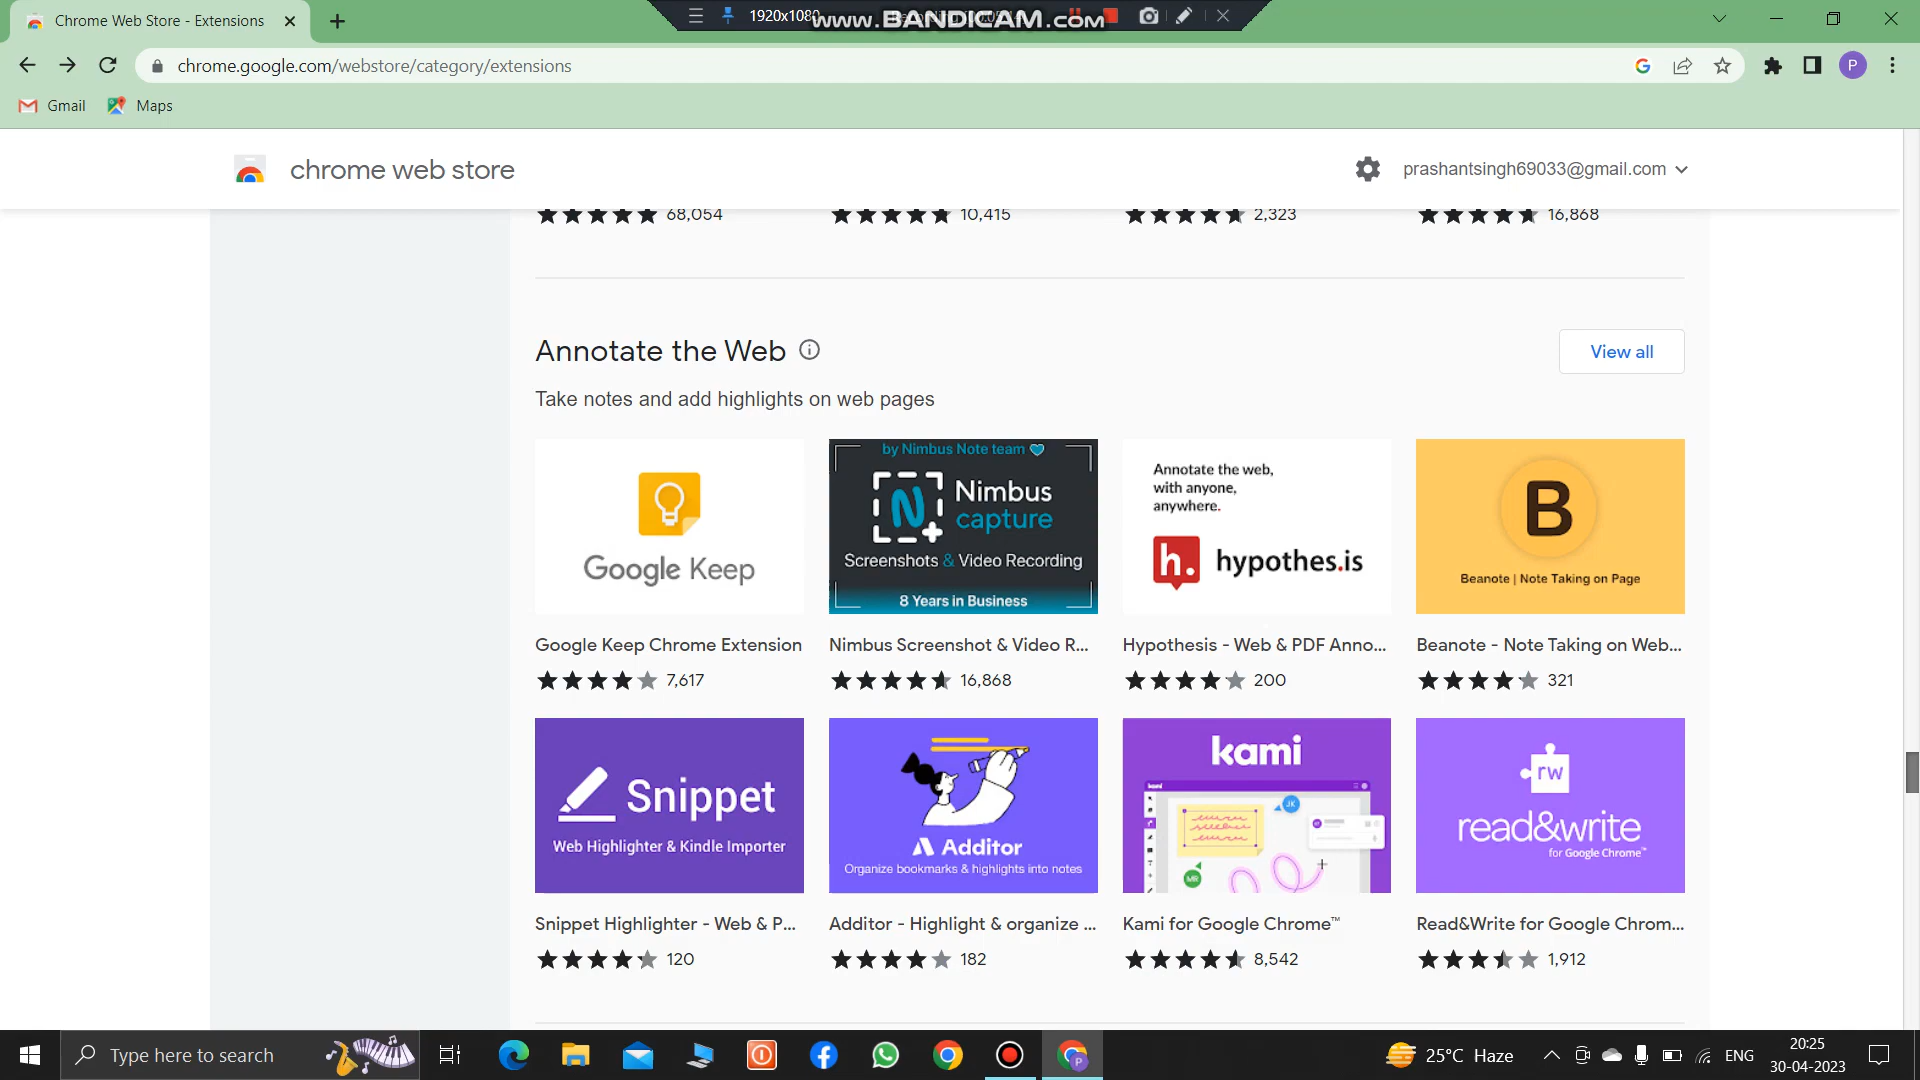 Chrome Web Store - Extensions
1920x1080
www.BANDICAM.com
chrome.google.com/webstore/category/extensions
P
Gmail
Maps
chrome web store
prashantsingh69033@gmail.com
68,054
10,415
2,323
16,868
Annotate the Web
View all
Take notes and add highlights on web pages
Google Keep
by Nimbus Note team
Nimbus
capture
Screenshots & Video Recording
8 Years in Business
Annotate the web,
with anyone,
anywhere.
h. hypothes.is
B
Beanote | Note Taking on Page
Google Keep Chrome Extension
Nimbus Screenshot & Video R...
Hypothesis - Web & PDF Anno...
Beanote - Note Taking on Web...
7,617
16,868
200
321
Snippet
Web Highlighter & Kindle Importer
Additor
Organize bookmarks & highlights into notes
kami
JK
MR
rw
read&write
for Google Chrome™
Snippet Highlighter - Web & P...
Additor - Highlight & organize ...
Kami for Google Chrome™
Read&Write for Google Chrom...
120
182
8,542
1,912
Type here to search
25°C Haze
ENG
20:25
30-04-2023